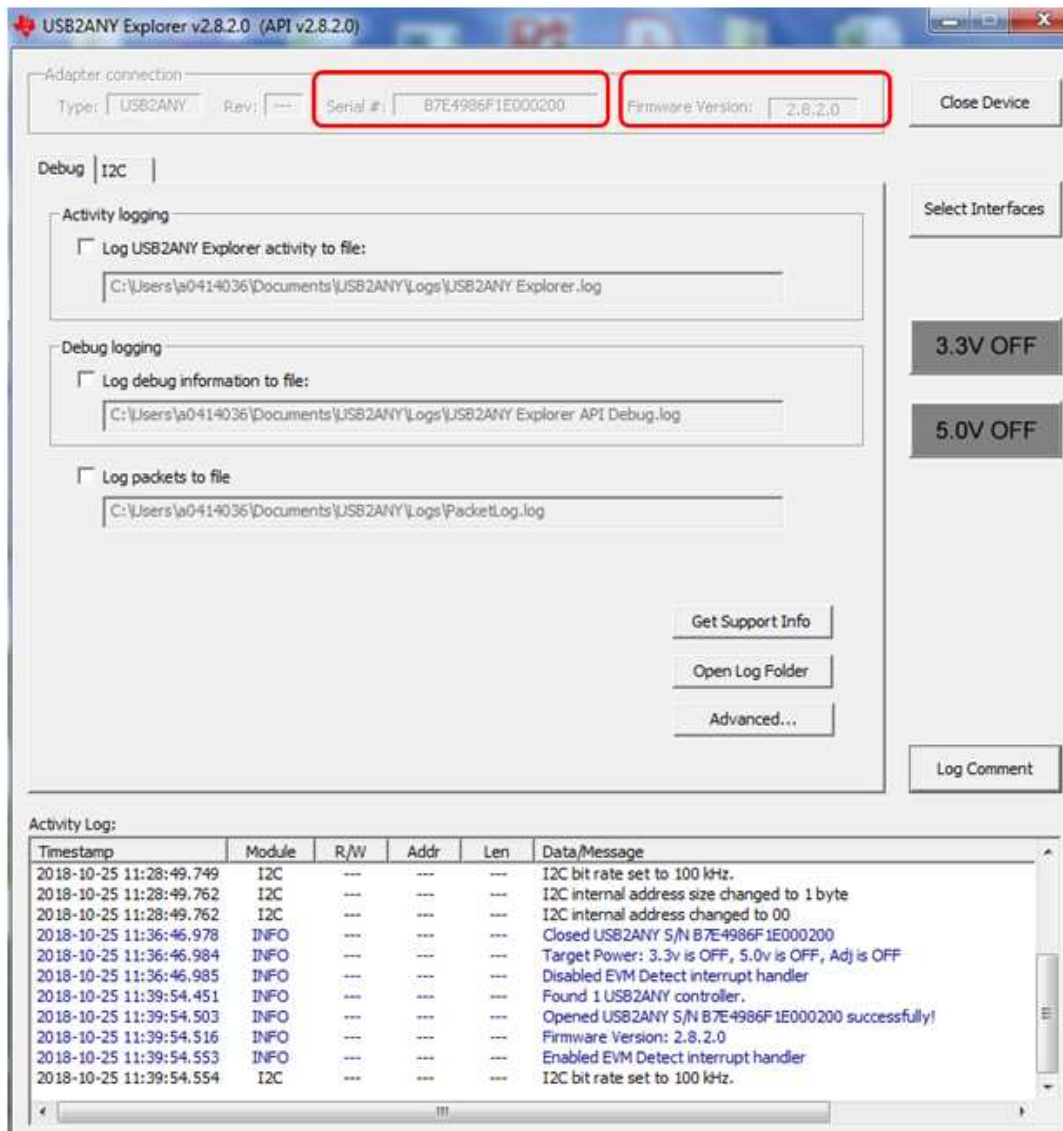 USB2ANY Explorer v2.8.2.0 (API v2.8.2.0)
Adapter connection
Type: USB2ANY Rev: --- Serial #: B7E4986F1E000200 Firmware Version: 2.8.2.0
Close Device
Debug I2C
Select Interfaces
Activity logging
Log USB2ANY Explorer activity to file:
C:\Users\a0414036\Documents\USB2ANY\Logs\USB2ANY Explorer.log
3.3V OFF
Debug logging
Log debug information to file:
C:\Users\a0414036\Documents\USB2ANY\Logs\USB2ANY Explorer API Debug.log
5.0V OFF
Log packets to file
C:\Users\a0414036\Documents\USB2ANY\Logs\PacketLog.log
Get Support Info
Open Log Folder
Advanced...
Log Comment
Activity Log:
Timestamp Module R/W Addr Len Data/Message
2018-10-25 11:28:49.749 I2C --- --- --- I2C bit rate set to 100 kHz.
2018-10-25 11:28:49.762 I2C --- --- --- I2C internal address size changed to 1 byte
2018-10-25 11:28:49.762 I2C --- --- --- I2C internal address changed to 00
2018-10-25 11:36:46.978 INFO --- --- --- Closed USB2ANY S/N B7E4986F1E000200
2018-10-25 11:36:46.984 INFO --- --- --- Target Power: 3.3v is OFF, 5.0v is OFF, Adj is OFF
2018-10-25 11:36:46.985 INFO --- --- --- Disabled EVM Detect interrupt handler
2018-10-25 11:39:54.451 INFO --- --- --- Found 1 USB2ANY controller.
2018-10-25 11:39:54.503 INFO --- --- --- Opened USB2ANY S/N B7E4986F1E000200 successfully!
2018-10-25 11:39:54.516 INFO --- --- --- Firmware Version: 2.8.2.0
2018-10-25 11:39:54.553 INFO --- --- --- Enabled EVM Detect interrupt handler
2018-10-25 11:39:54.554 I2C --- --- --- I2C bit rate set to 100 kHz.